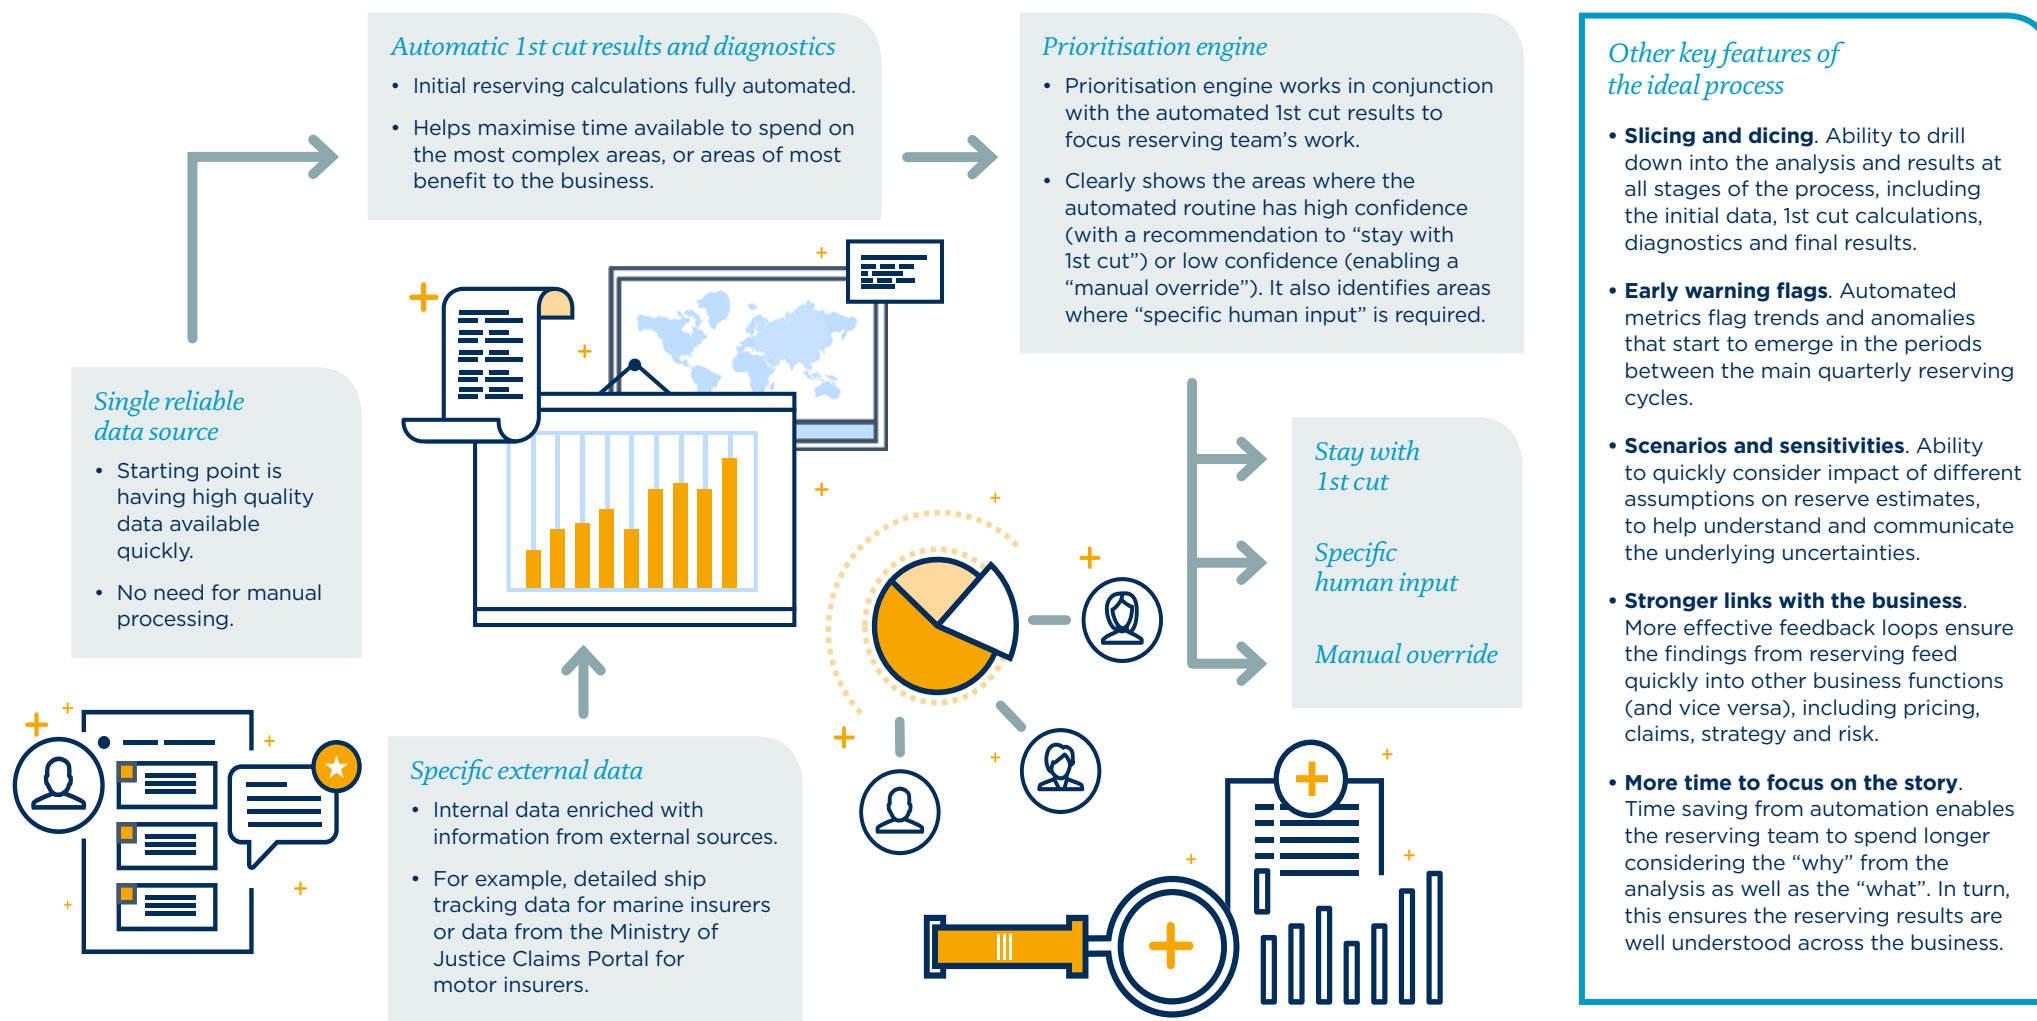 Automatic 1st cut results and diagnostics
• Initial reserving calculations fully automated.
• Helps maximise time available to spend on
the most complex areas, or areas of most
benefit to the business.
Prioritisation engine
• Prioritisation engine works in conjunction
with the automated 1st cut results to
focus reserving team's work.
• Clearly shows the areas where the
automated routine has high confidence
(with a recommendation to “stay with
1st cut”) or low confidence (enabling a
“manual override”). It also identifies areas
where “specific human input” is required.
Single reliable
data source
• Starting point is
having high quality
data available
quickly.
• No need for manual
processing.
Stay with
1st cut
Specific
human input
Manual override
Specific external data
• Internal data enriched with
information from external sources.
• For example, detailed ship
tracking data for marine insurers
or data from the Ministry of
Justice Claims Portal for
motor insurers.
Other key features of
the ideal process
• Slicing and dicing. Ability to drill
down into the analysis and results at
all stages of the process, including
the initial data, 1st cut calculations,
diagnostics and final results.
• Early warning flags. Automated
metrics flag trends and anomalies
that start to emerge in the periods
between the main quarterly reserving
cycles.
• Scenarios and sensitivities. Ability
to quickly consider impact of different
assumptions on reserve estimates,
to help understand and communicate
the underlying uncertainties.
• Stronger links with the business.
More effective feedback loops ensure
the findings from reserving feed
quickly into other business functions
(and vice versa), including pricing,
claims, strategy and risk.
• More time to focus on the story.
Time saving from automation enables
the reserving team to spend longer
considering the “why” from the
analysis as well as the “what”. In turn,
this ensures the reserving results are
well understood across the business.